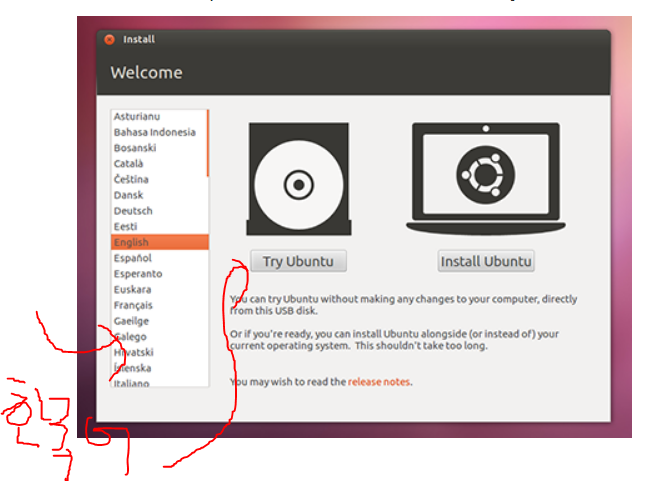 Install
Welcome
Asturianu
Bahasa Indonesia
Bosanski
Català
Čeština
Dansk
Deutsch
Eesti
English
Español
Esperanto
Euskara
Français
Gaeilge
Galego
Hrvatski
Íslenska
Italiano
Try Ubuntu
Install Ubuntu
You can try Ubuntu without making any changes to your computer, directly
from this USB disk.
Or if you're ready, you can install Ubuntu alongside (or instead of) your
current operating system. This shouldn't take too long.
You may wish to read the release notes.